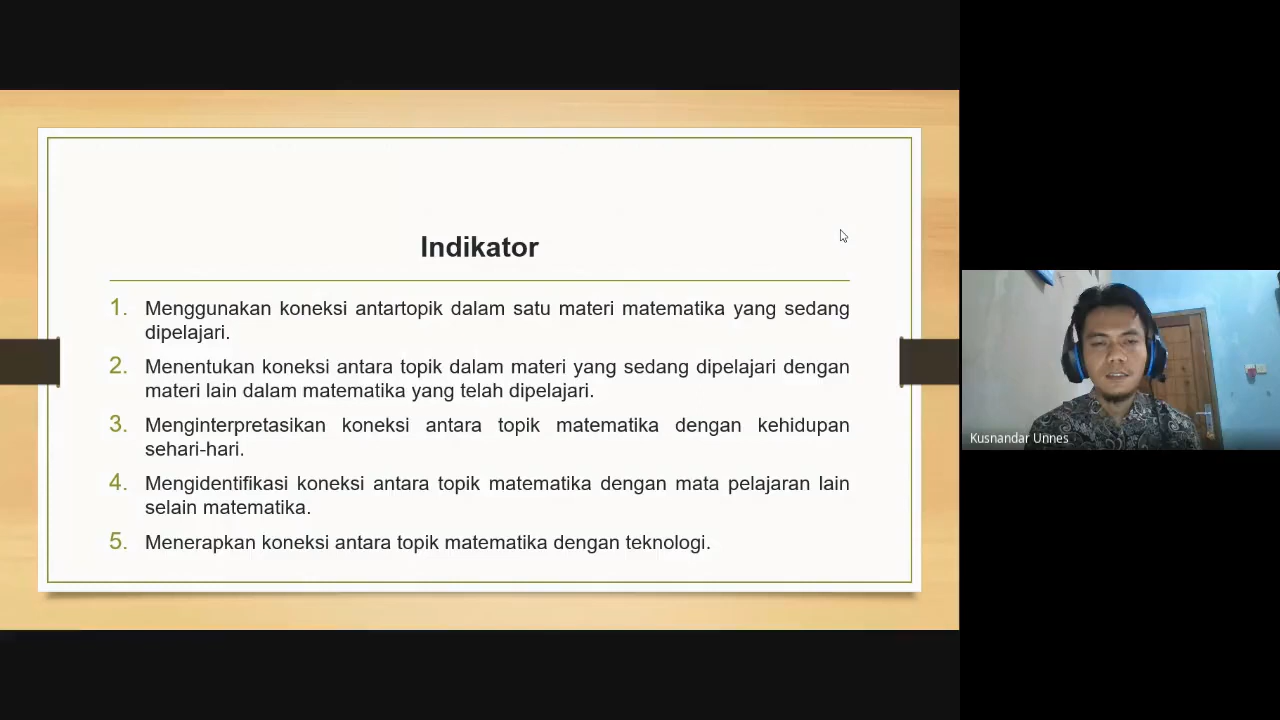 Indikator
1. Menggunakan koneksi antartopik dalam satu materi matematika yang sedang
dipelajari.
2. Menentukan koneksi antara topik dalam materi yang sedang dipelajari dengan
materi lain dalam matematika yang telah dipelajari.
3. Menginterpretasikan koneksi antara topik matematika dengan kehidupan
sehari-hari.
4. Mengidentifikasi koneksi antara topik matematika dengan mata pelajaran lain
selain matematika.
5. Menerapkan koneksi antara topik matematika dengan teknologi.
Kusnandar Unnes